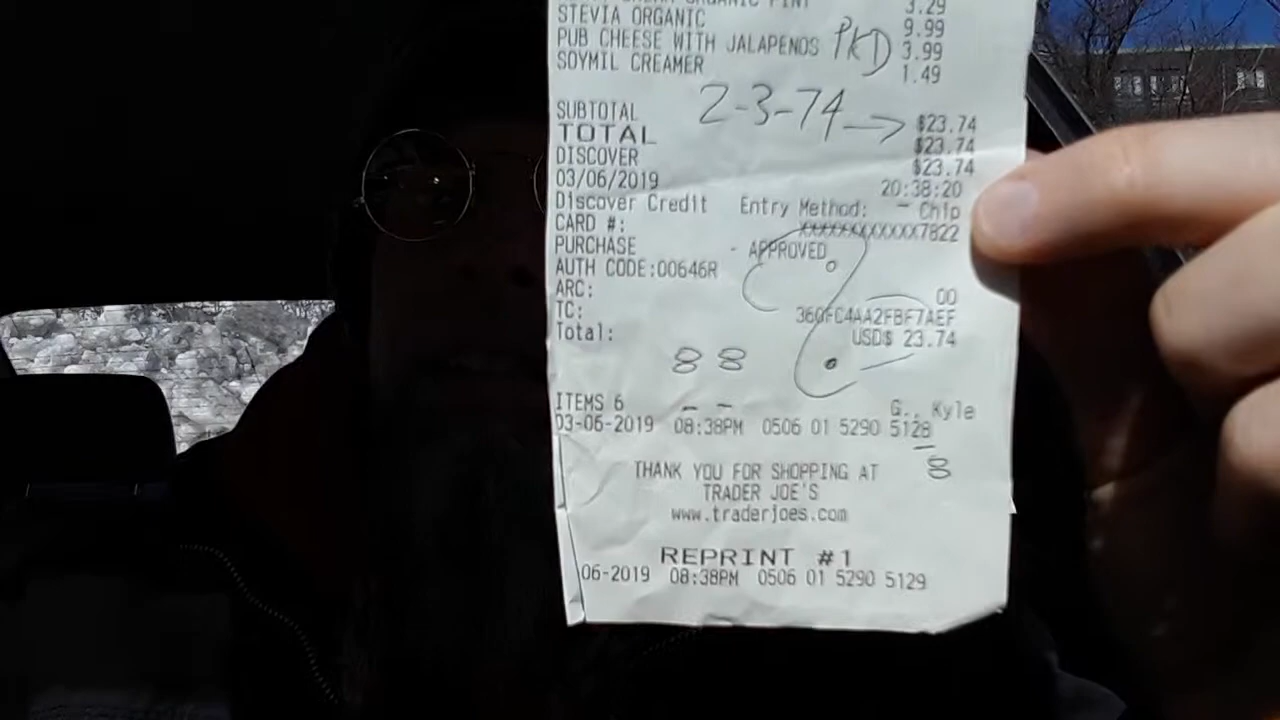 ORGANIC PINT 3.29
STEVIA ORGANIC 9.99
PUB CHEESE WITH JALAPENOS PKD 3.99
SOYMIL CREAMER 1.49
2-3-74 →
SUBTOTAL $23.74
TOTAL $23.74
DISCOVER $23.74
03/06/2019 20:38:20
Discover Credit Entry Method: Chip
CARD #: XXXXXXXXXXXX7822
PURCHASE - APPROVED
AUTH CODE:00646R
ARC: 00
TC: 360FC4AA2FBF7AEF
Total: USD$ 23.74
8 8
ITEMS 6 G., Kyle
03-06-2019 08:38PM 0506 01 5290 5128
8
THANK YOU FOR SHOPPING AT
TRADER JOE'S
www.traderjoes.com
REPRINT #1
06-2019 08:38PM 0506 01 5290 5129